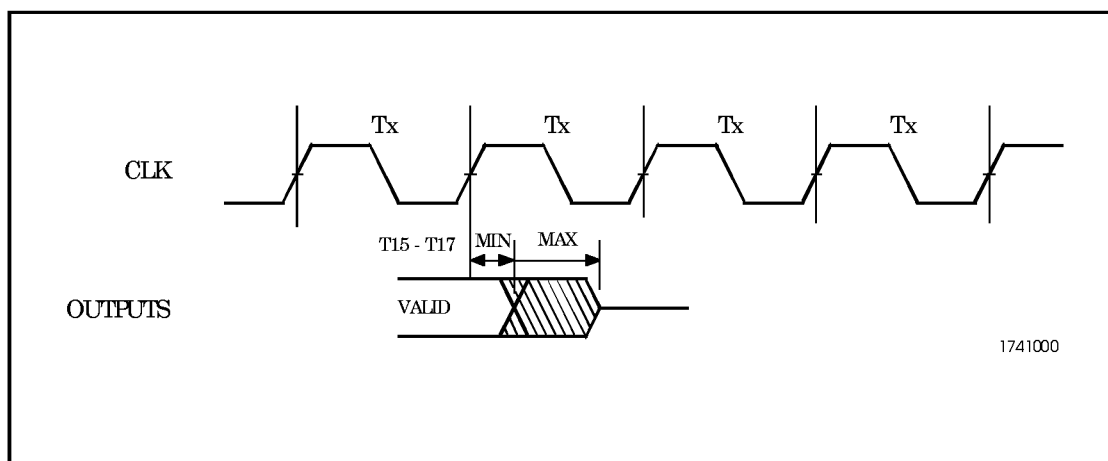 Tx Tx Tx Tx
CLK
T15 - T17 MIN MAX
OUTPUTS VALID
1741000